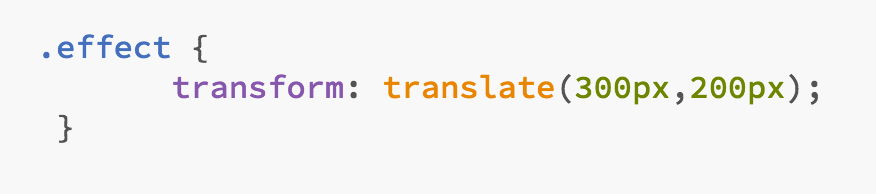 .effect {
transform: translate(300px,200px);
}